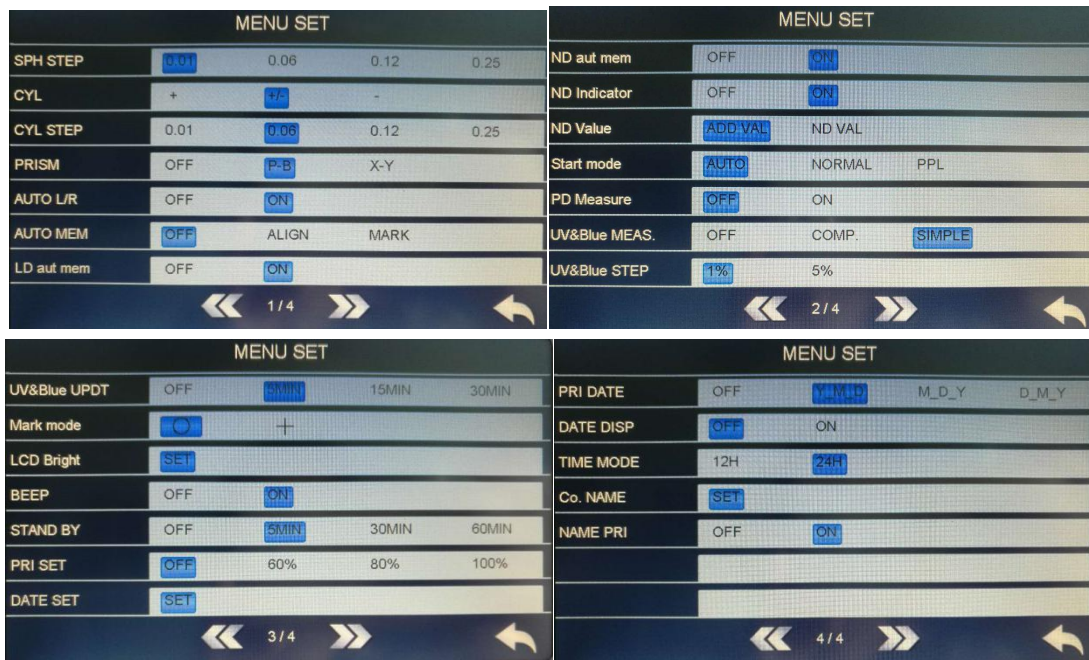 MENU SET
SPH STEP 0.01 0.06 0.12 0.25
CYL + +/- -
CYL STEP 0.01 0.06 0.12 0.25
PRISM OFF P-B X-Y
AUTO L/R OFF ON
AUTO MEM OFF ALIGN MARK
LD aut mem OFF ON
1/4
MENU SET
ND aut mem OFF ON
ND Indicator OFF ON
ND Value ADD VAL ND VAL
Start mode AUTO NORMAL PPL
PD Measure OFF ON
UV&Blue MEAS. OFF COMP. SIMPLE
UV&Blue STEP 1% 5%
2/4
MENU SET
UV&Blue UPDT OFF 5MIN 15MIN 30MIN
Mark mode
LCD Bright SET
BEEP OFF ON
STAND BY OFF 5MIN 30MIN 60MIN
PRI SET OFF 60% 80% 100%
DATE SET SET
3/4
MENU SET
PRI DATE OFF Y_M_D M_D_Y D_M_Y
DATE DISP OFF ON
TIME MODE 12H 24H
Co. NAME SET
NAME PRI OFF ON
4/4